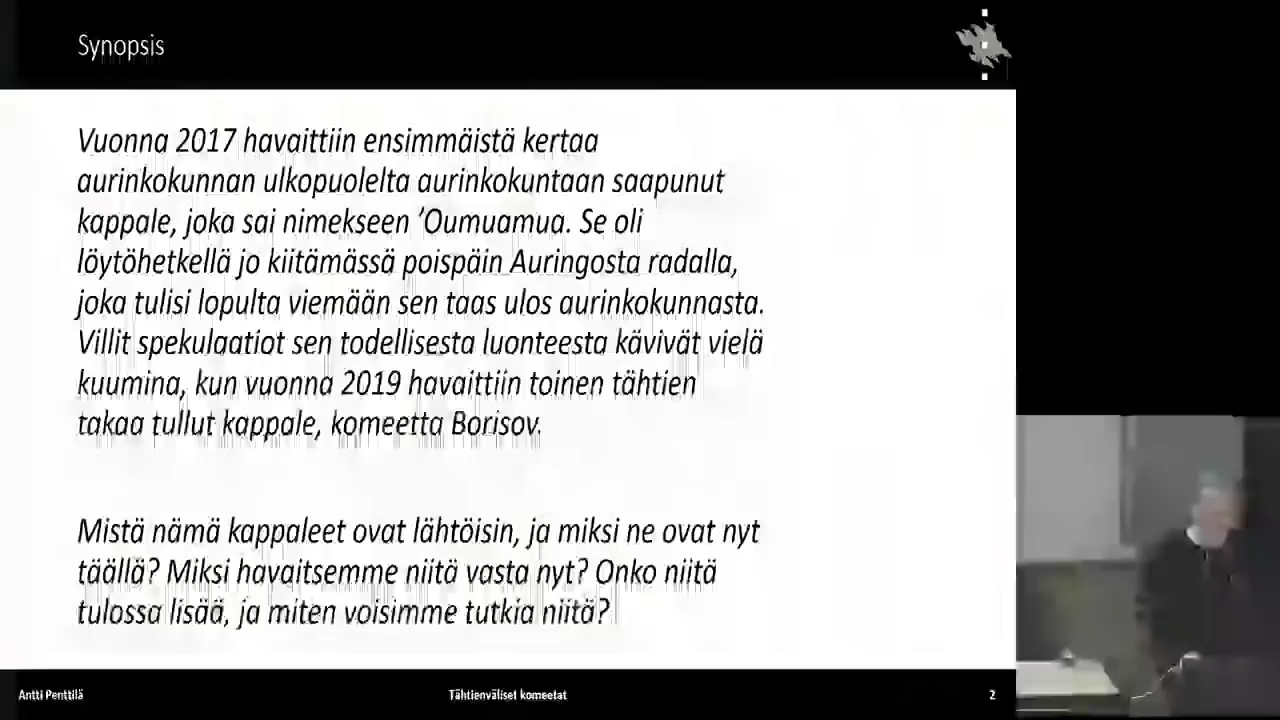 Synopsis
Vuonna 2017 havaittiin ensimmäistä kertaa
aurinkokunnan ulkopuolelta aurinkokuntaan saapunut
kappale, joka sai nimekseen ’Oumuamua. Se oli
löytöhetkellä jo kiitämässä poispäin Auringosta radalla,
joka tulisi lopulta viemään sen taas ulos aurinkokunnasta.
Villit spekulaatiot sen todellisesta luonteesta kävivät vielä
kuumina, kun vuonna 2019 havaittiin toinen tähtien
takaa tullut kappale, komeetta Borisov.
Mistä nämä kappaleet ovat lähtöisin, ja miksi ne ovat nyt
täällä? Miksi havaitsemme niitä vasta nyt? Onko niitä
tulossa lisää, ja miten voisimme tutkia niitä?
Antti Penttilä
Tähtienväliset komeetat
2